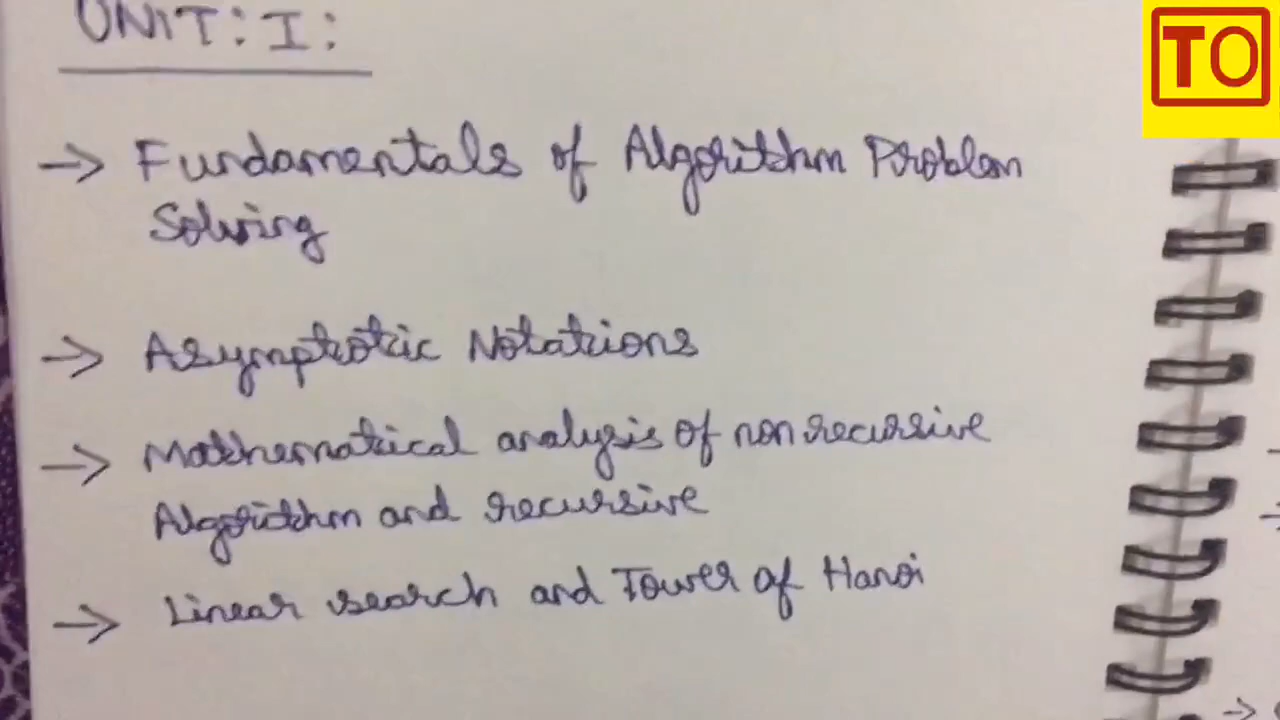 UNIT: I:
TO
→ Fundamentals of Algorithm Problem
Solving
→ Asymptotic Notations
→ Mathematical analysis of non recursive
Algorithm and recursive
→ Linear search and Tower of Hanoi